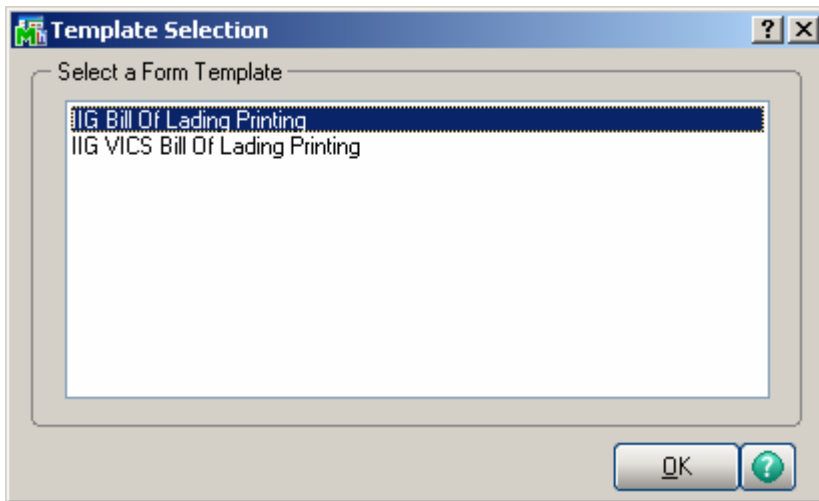 Template Selection
Select a Form Template
IIG Bill Of Lading Printing
IIG VICS Bill Of Lading Printing
OK